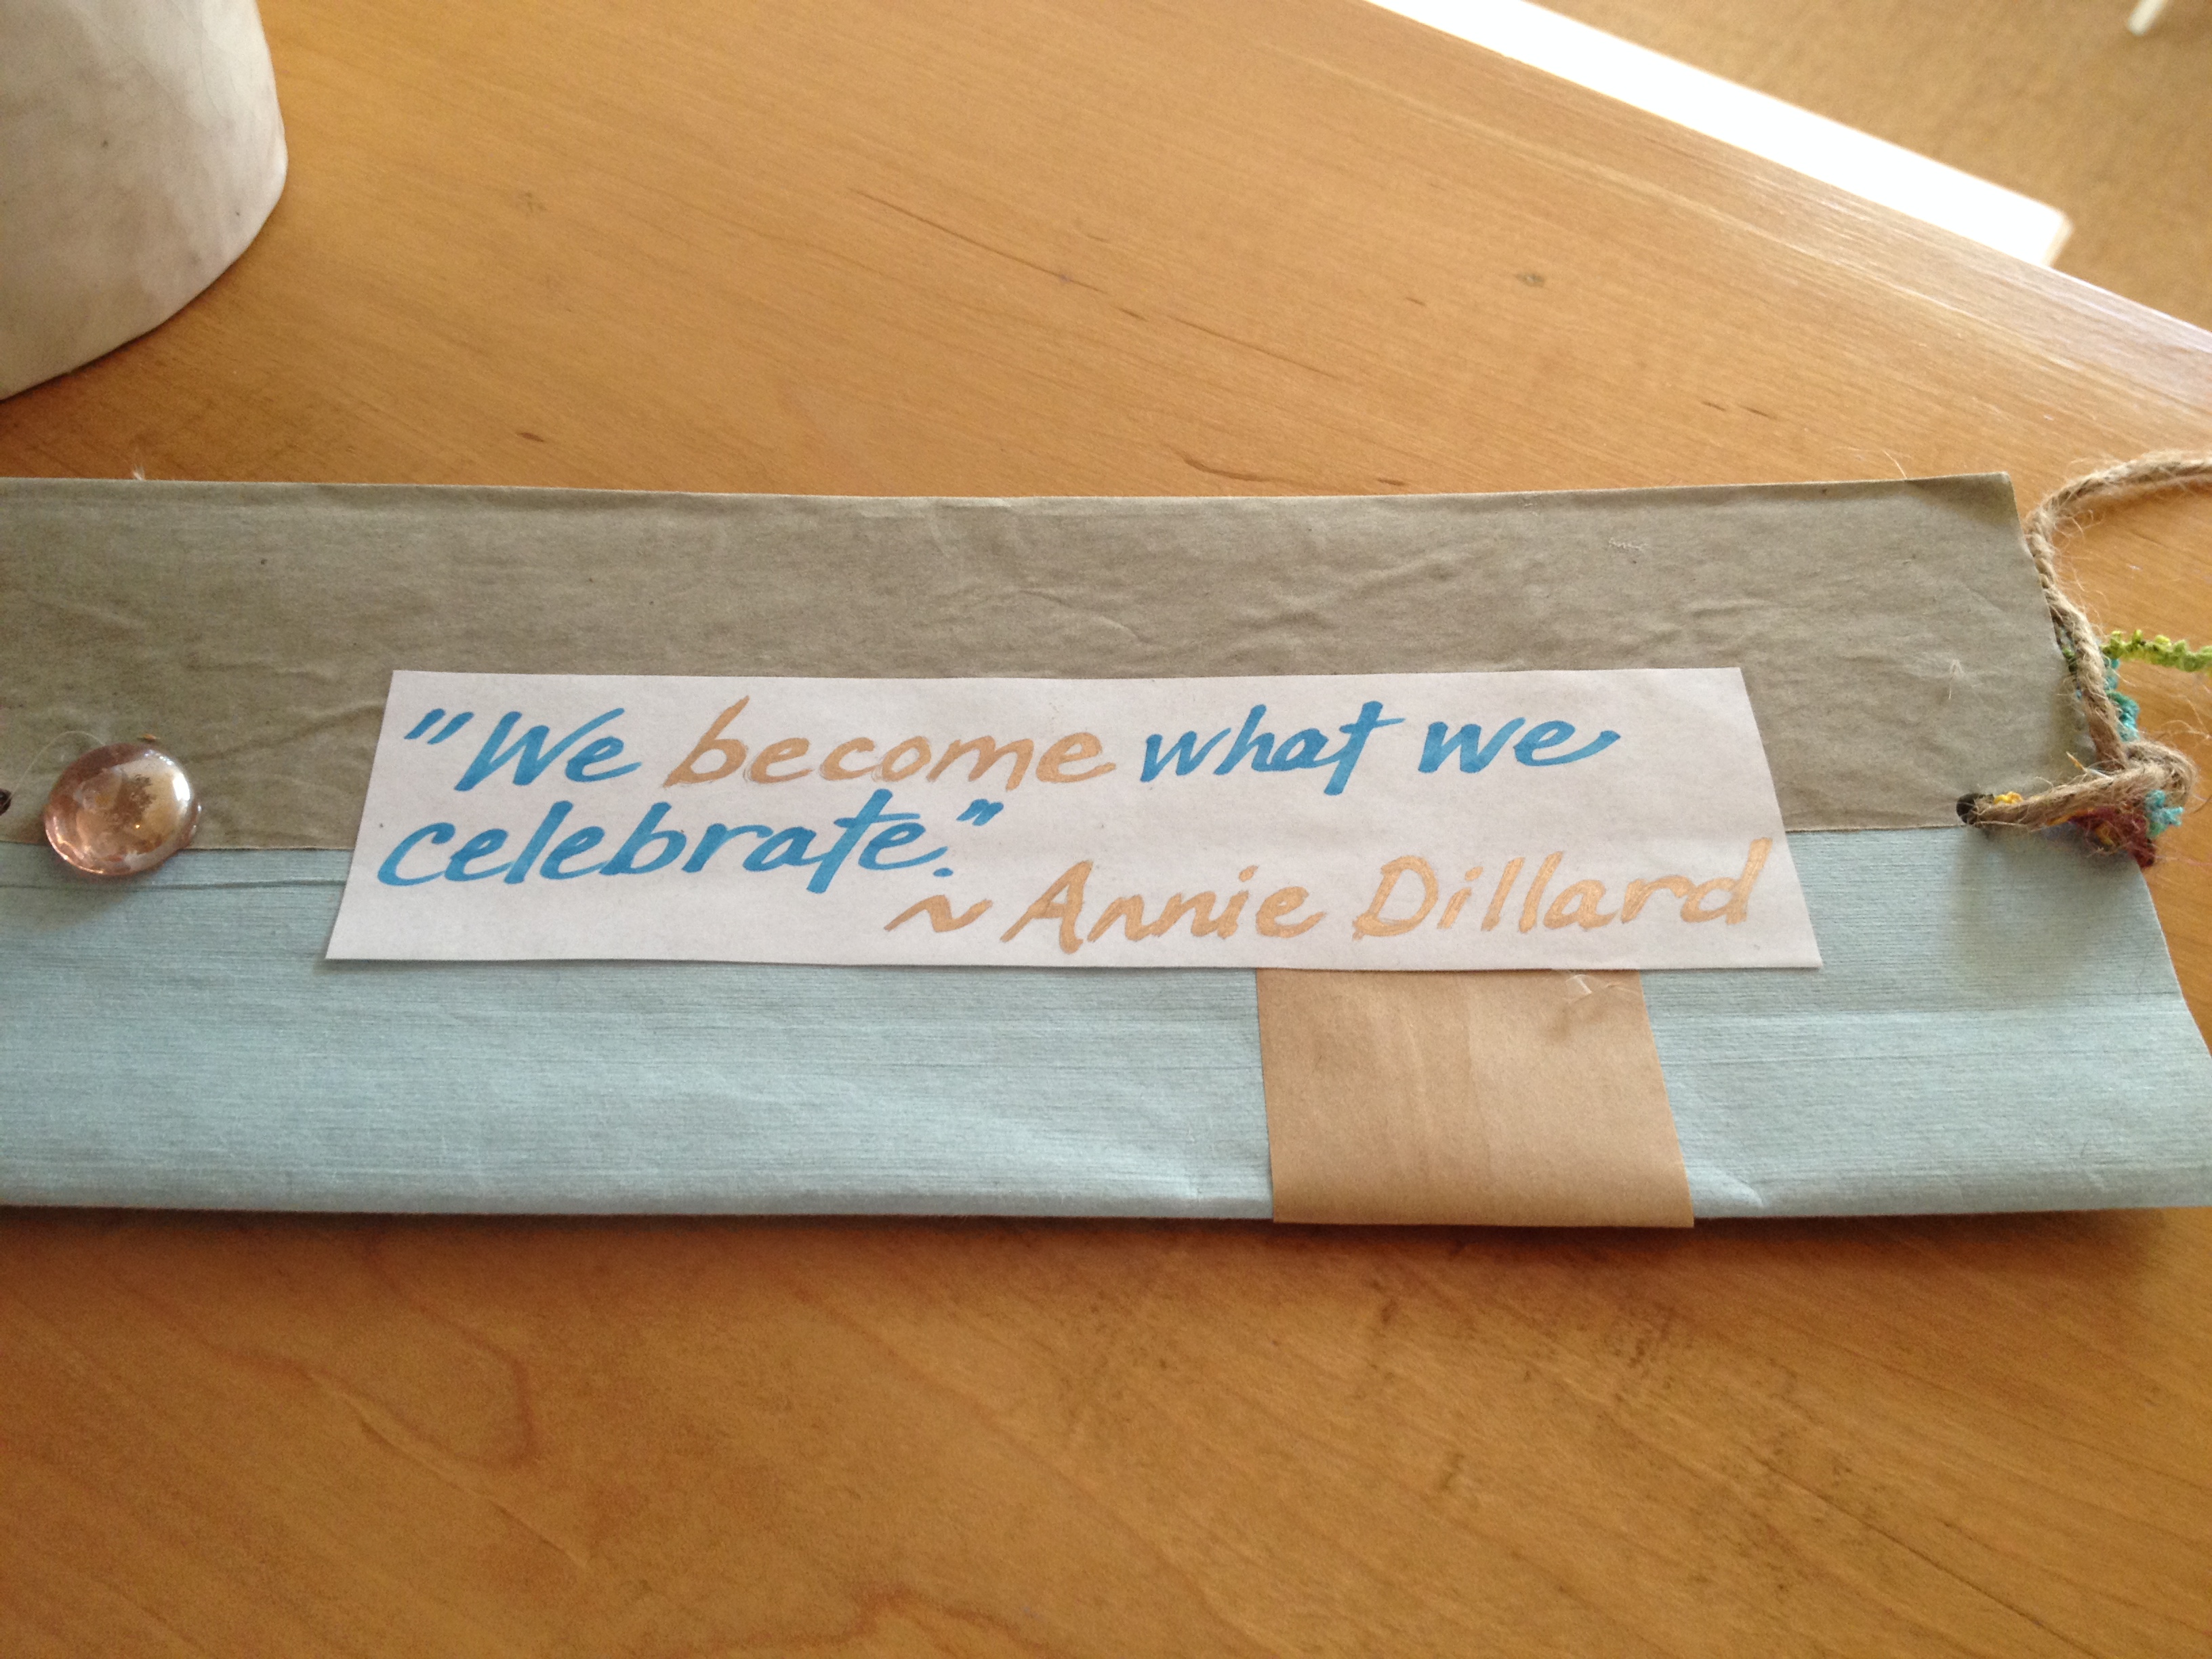 "We become what we
celebrate."
~ Annie Dillard